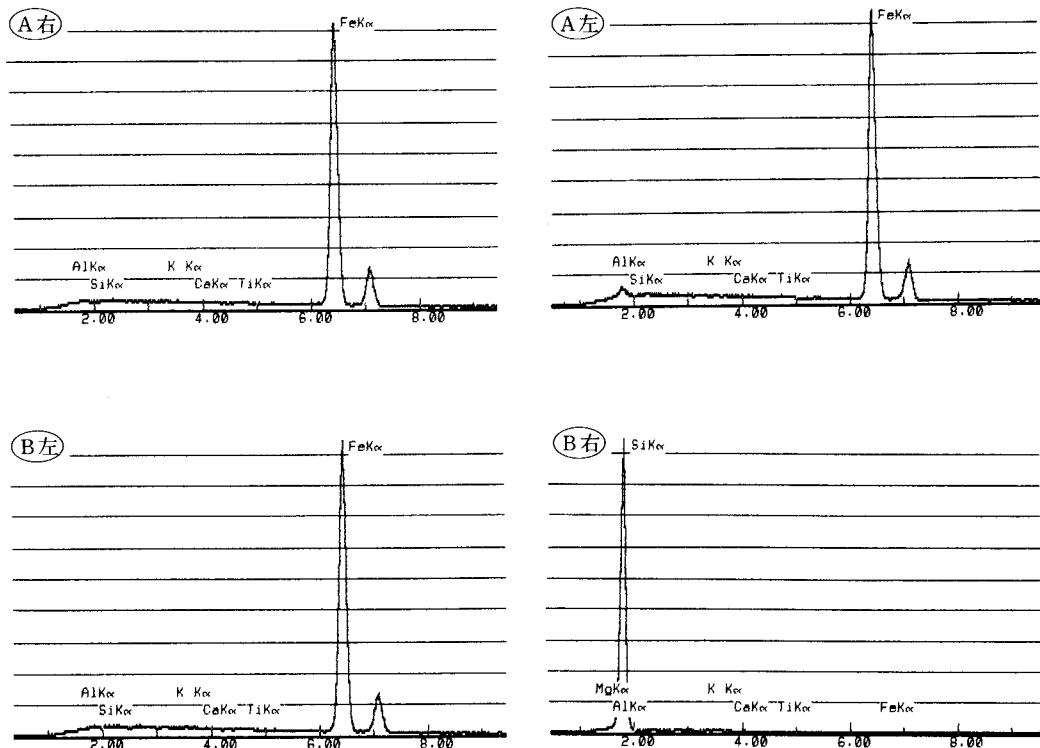 A右
FeKα
AlKα K Kα
SiKα CaKα TiKα
2.00 4.00 6.00 8.00
A左
FeKα
AlKα K Kα
SiKα CaKα TiKα
2.00 4.00 6.00 8.00
B左
FeKα
AlKα K Kα
SiKα CaKα TiKα
2.00 4.00 6.00 8.00
B右
SiKα
MgKα K Kα
AlKα CaKα TiKα FeKα
2.00 4.00 6.00 8.00